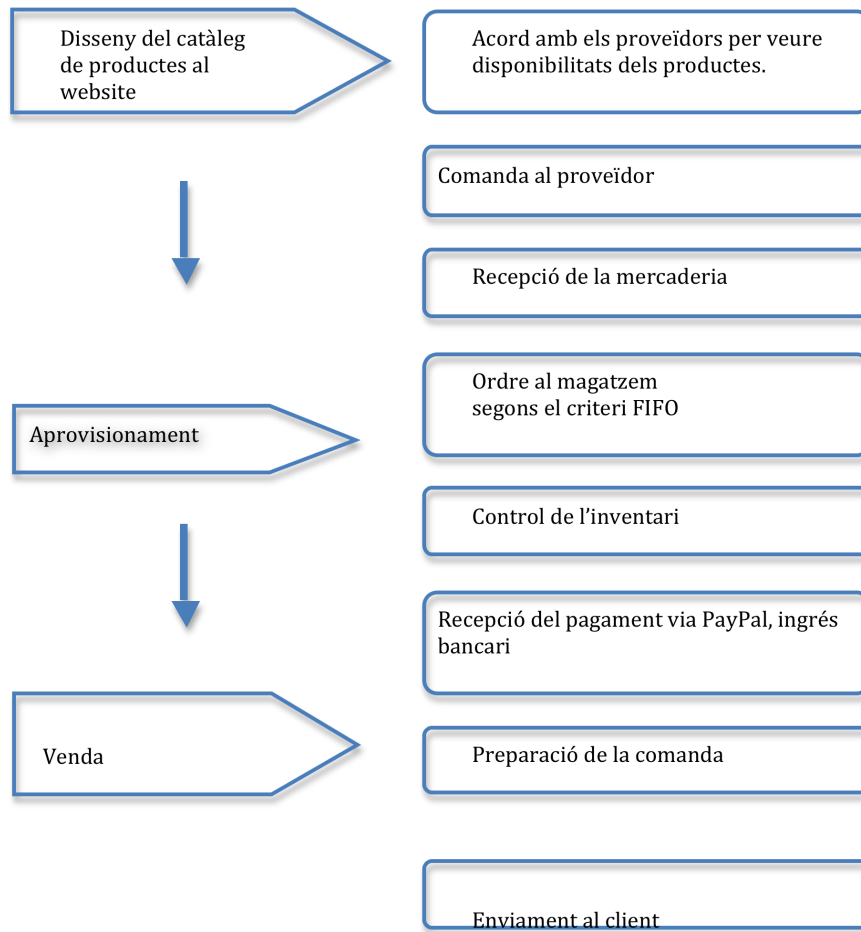 Disseny del catàleg
de productes al
website
Acord amb els proveïdors per veure
disponibilitats dels productes.
Comanda al proveïdor
Recepció de la mercaderia
Ordre al magatzem
segons el criteri FIFO
Aprovisionament
Control de l’inventari
Recepció del pagament via PayPal, ingrés
bancari
Venda
Preparació de la comanda
Enviament al client